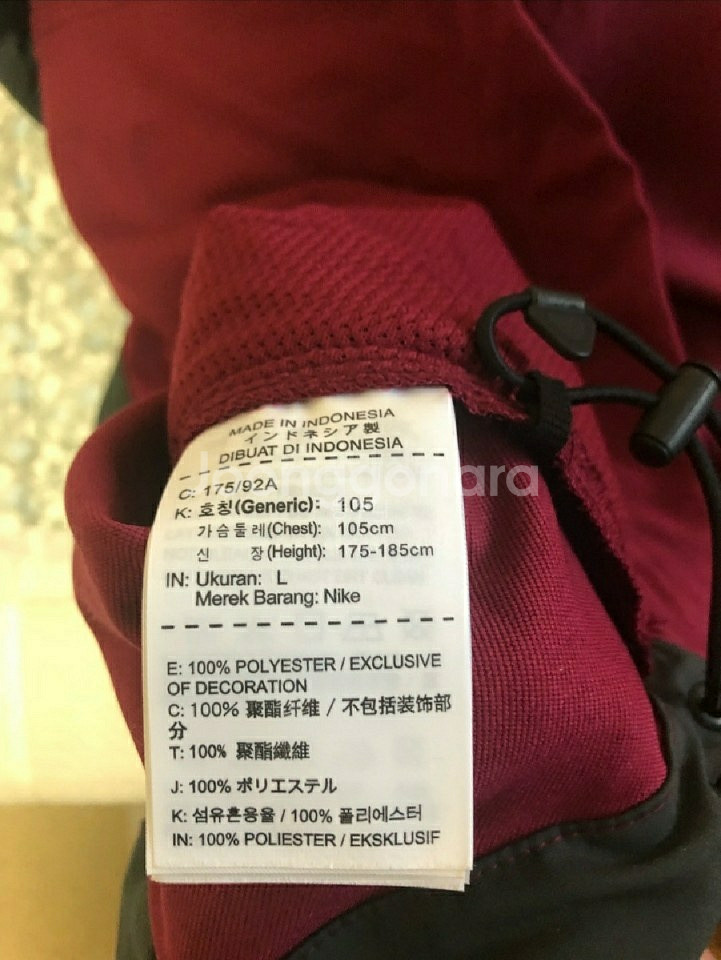 MADE IN INDONESIA
インドネシア製
DIBUAT DI INDONESIA
C: 175/92A
K: 호칭(Generic): 105
가슴둘레(Chest): 105cm
신 장(Height): 175-185cm
IN: Ukuran: L
Merek Barang: Nike
E: 100% POLYESTER / EXCLUSIVE
OF DECORATION
C: 100% 聚酯纤维 / 不包括装饰部
分
T: 100% 聚酯纖維
J: 100% ポリエステル
K: 섬유혼용율 / 100% 폴리에스터
IN: 100% POLIESTER / EKSKLUSIF